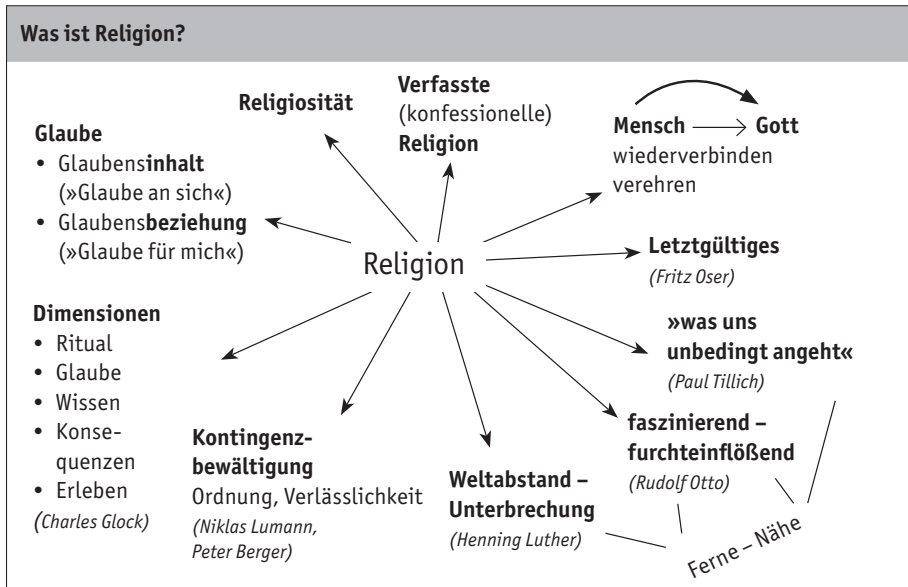 Was ist Religion?
Religiosität
Verfasste
(konfessionelle)
Religion
Mensch → Gott
wiederverbinden
verehren
Glaube
• Glaubensinhalt
(»Glaube an sich«)
• Glaubensbeziehung
(»Glaube für mich«)
Religion
Letztgültiges
(Fritz Oser)
Dimensionen
• Ritual
• Glaube
• Wissen
• Konse-
quenzen
• Erleben
(Charles Glock)
»was uns
unbedingt angeht«
(Paul Tillich)
Kontingenz-
bewältigung
Ordnung, Verlässlichkeit
(Niklas Lumann,
Peter Berger)
Weltabstand –
Unterbrechung
(Henning Luther)
faszinierend –
furchteinflößend
(Rudolf Otto)
Ferne – Nähe